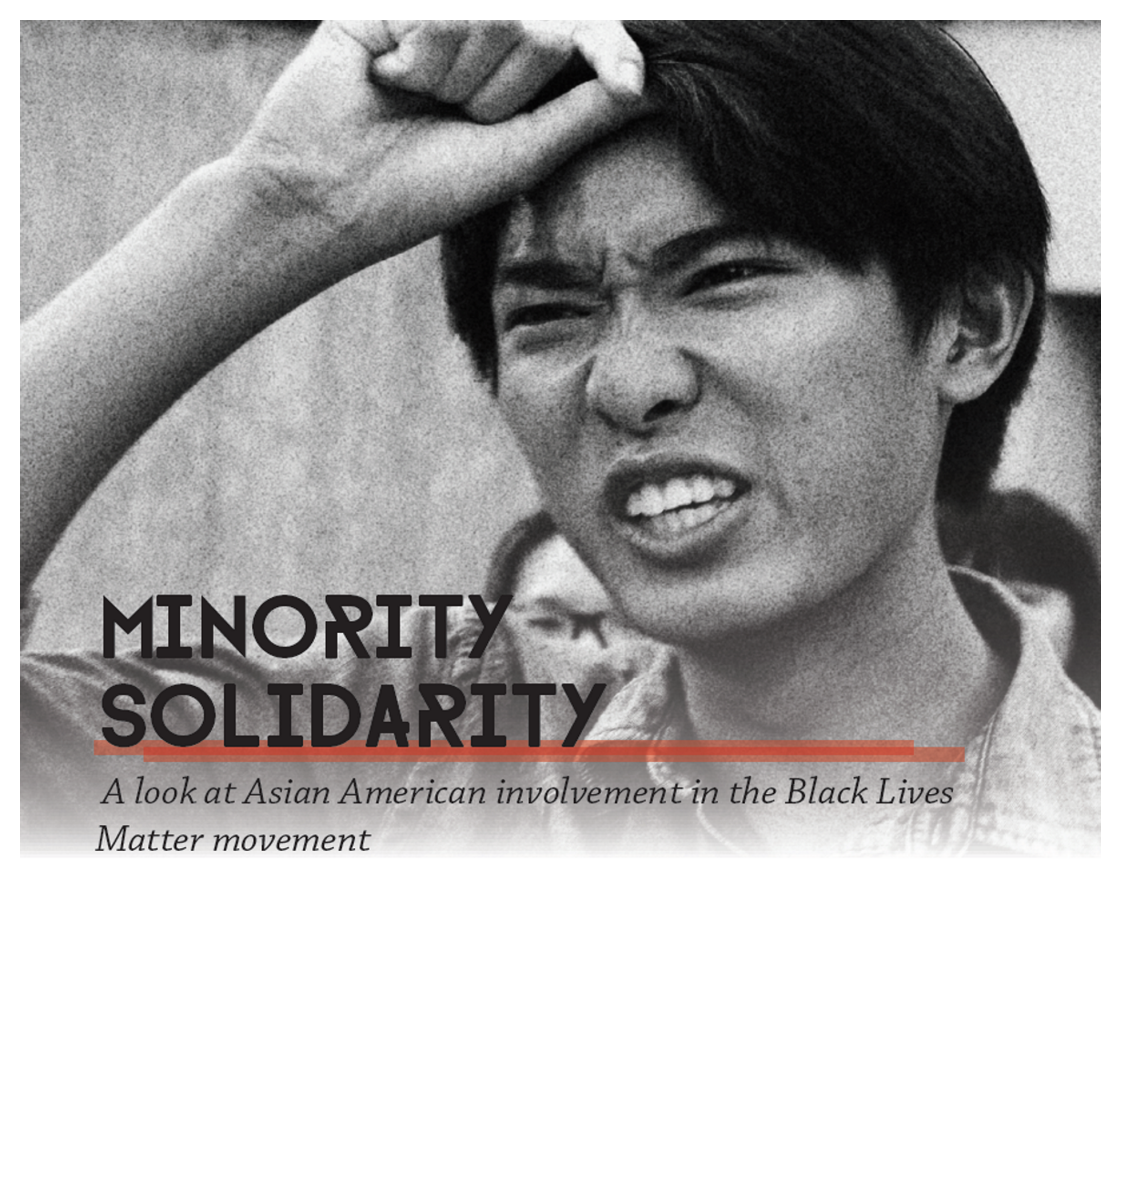 MINORITY
SOLIDARITY
A look at Asian American involvement in the Black Lives
Matter movement